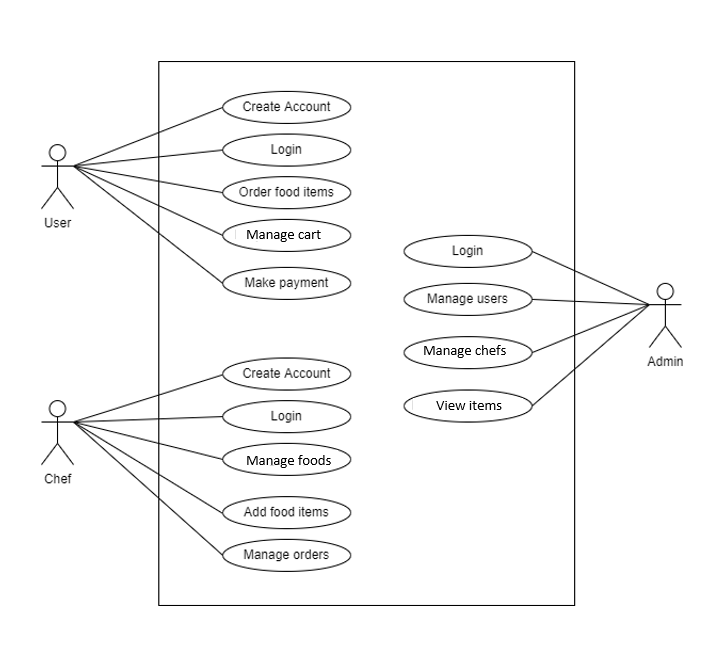 Create Account
Login
Order food items
Manage cart
Make payment
User
Login
Manage users
Manage chefs
View items
Admin
Create Account
Login
Manage foods
Add food items
Manage orders
Chef